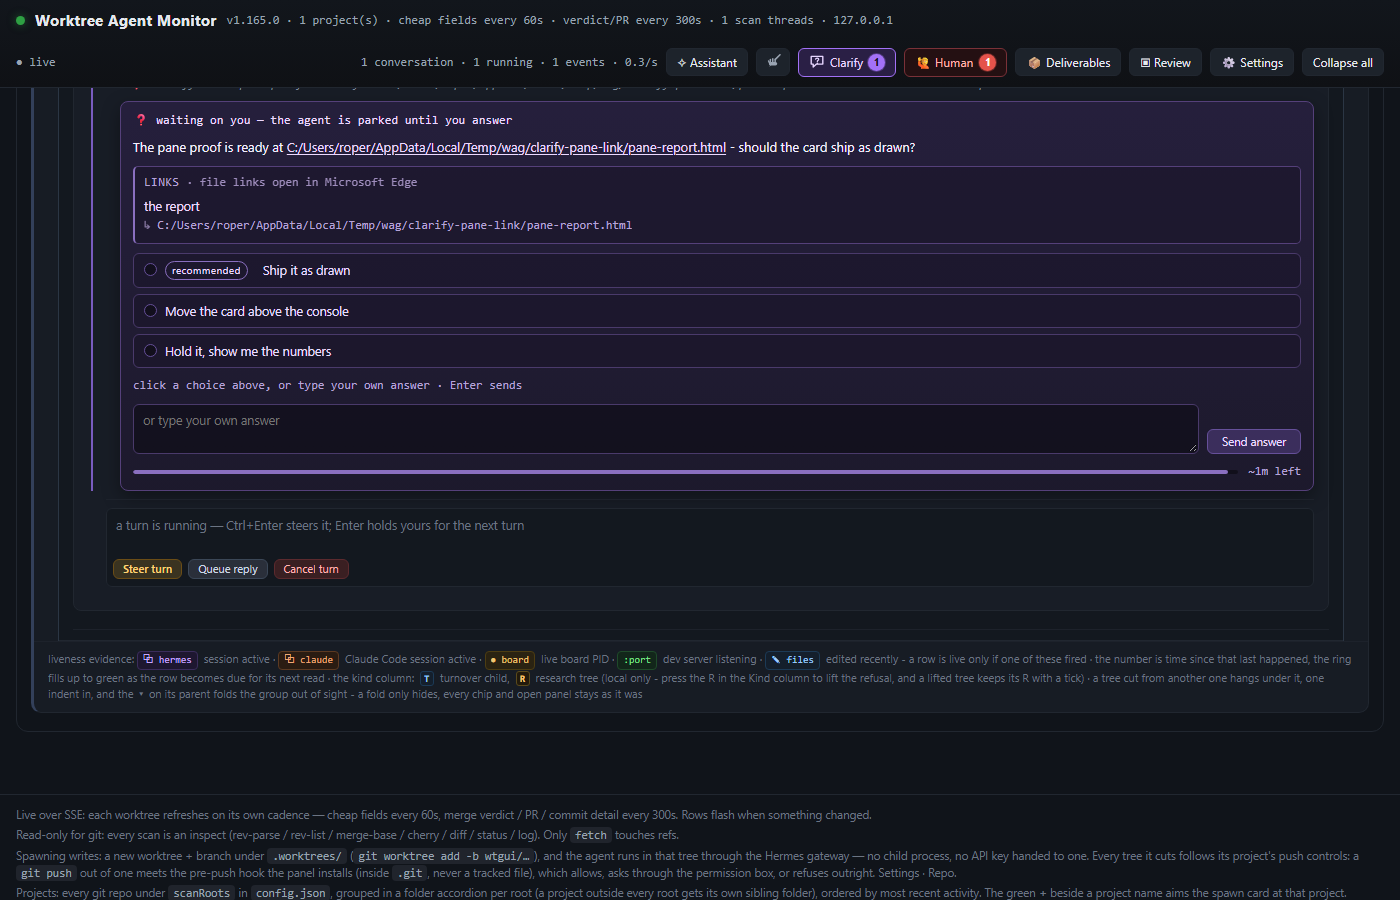 Worktree Agent Monitor v1.165.0 · 1 project(s) · cheap fields every 60s · verdict/PR every 300s · 1 scan threads · 127.0.0.1
● live 1 conversation · 1 running · 1 events · 0.3/s ✧ Assistant Clarify 1 Human 1 Deliverables Review Settings Collapse all
❓ waiting on you — the agent is parked until you answer
The pane proof is ready at C:/Users/roper/AppData/Local/Temp/wag/clarify-pane-link/pane-report.html - should the card ship as drawn?
LINKS · file links open in Microsoft Edge
the report
↳ C:/Users/roper/AppData/Local/Temp/wag/clarify-pane-link/pane-report.html
recommended Ship it as drawn
Move the card above the console
Hold it, show me the numbers
click a choice above, or type your own answer · Enter sends
or type your own answer
Send answer
~1m left
a turn is running — Ctrl+Enter steers it; Enter holds yours for the next turn
Steer turn Queue reply Cancel turn
liveness evidence: hermes session active · claude Claude Code session active · ● board live board PID · :port dev server listening · files edited recently - a row is live only if one of these fired · the number is time since that last happened, the ring
fills up to green as the row becomes due for its next read · the kind column: T turnover child, R research tree (local only - press the R in the Kind column to lift the refusal, and a lifted tree keeps its R with a tick) · a tree cut from another one hangs under it, one
indent in, and the ▾ on its parent folds the group out of sight - a fold only hides, every chip and open panel stays as it was
Live over SSE: each worktree refreshes on its own cadence — cheap fields every 60s, merge verdict / PR / commit detail every 300s. Rows flash when something changed.
Read-only for git: every scan is an inspect (rev-parse / rev-list / merge-base / cherry / diff / status / log). Only fetch touches refs.
Spawning writes: a new worktree + branch under .worktrees/ ( git worktree add -b wtgui/… ), and the agent runs in that tree through the Hermes gateway — no child process, no API key handed to one. Every tree it cuts follows its project's push controls: a
git push out of one meets the pre-push hook the panel installs (inside .git , never a tracked file), which allows, asks through the permission box, or refuses outright. Settings · Repo.
Projects: every git repo under scanRoots in config.json , grouped in a folder accordion per root (a project outside every root gets its own sibling folder), ordered by most recent activity. The green + beside a project name aims the spawn card at that project.